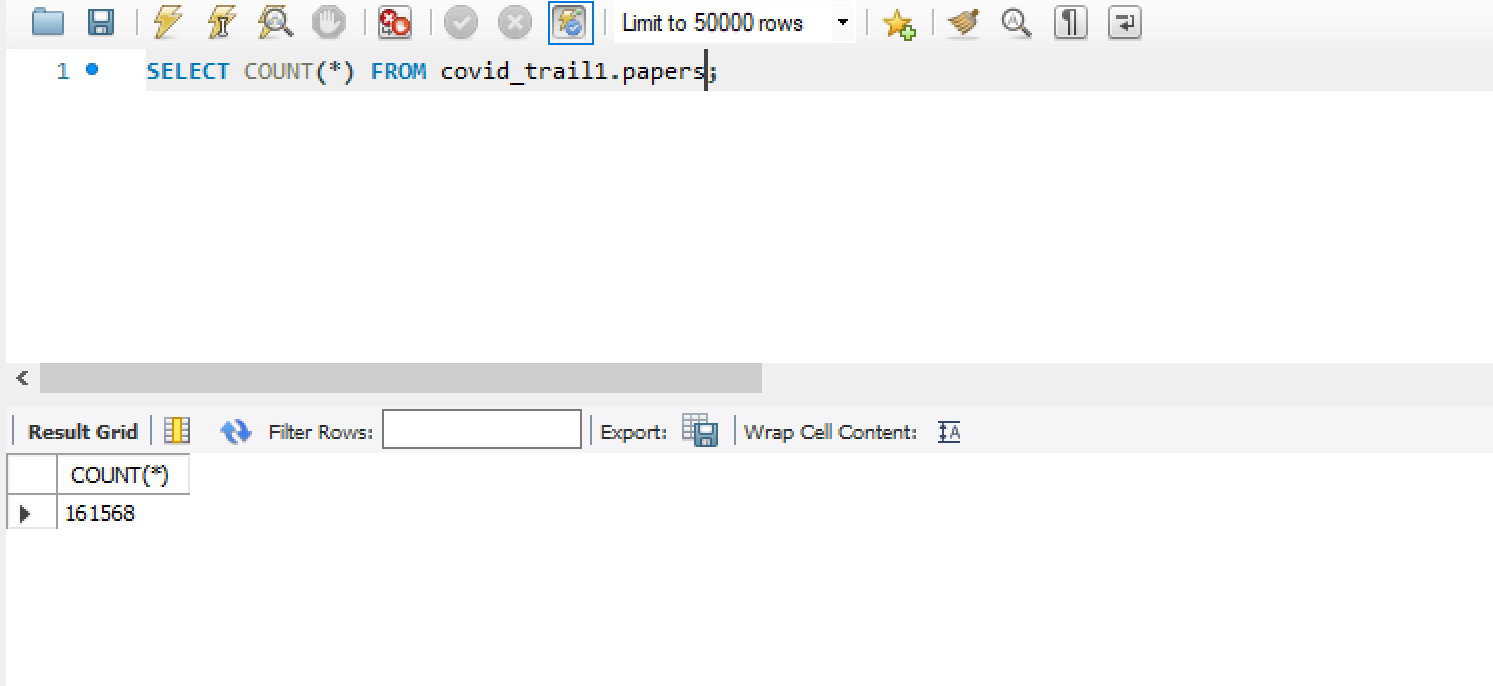 Limit to 50000 rows
1 SELECT COUNT(*) FROM covid_trail1.papers;
Result Grid Filter Rows: Export: Wrap Cell Content: IA
COUNT(*)
161568